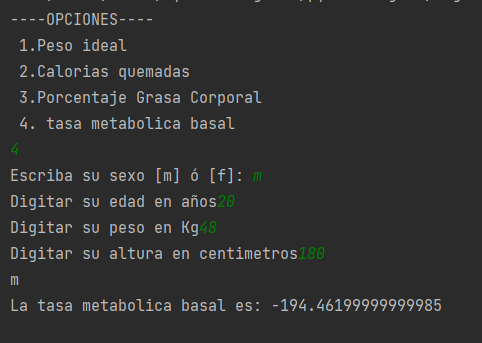 ----OPCIONES----
1.Peso ideal
2.Calorias quemadas
3.Porcentaje Grasa Corporal
4. tasa metabolica basal
4
Escriba su sexo [m] ó [f]: m
Digitar su edad en años20
Digitar su peso en Kg48
Digitar su altura en centimetros180
m
La tasa metabolica basal es: -194.46199999999985